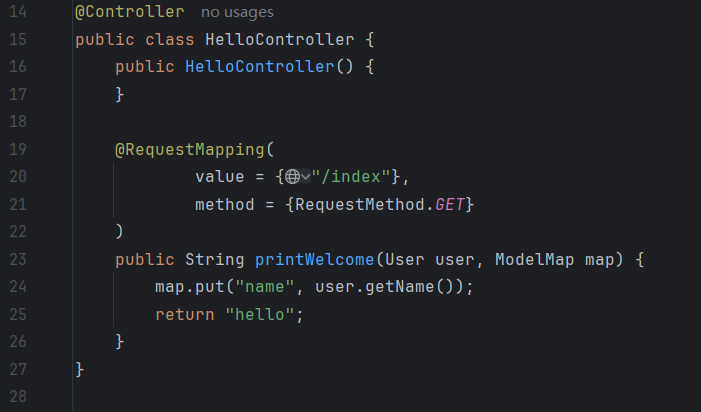 14 @Controller no usages
15 public class HelloController {
16     public HelloController() {
17     }
18
19     @RequestMapping(
20             value = {"/index"},
21             method = {RequestMethod.GET}
22     )
23     public String printWelcome(User user, ModelMap map) {
24         map.put("name", user.getName());
25         return "hello";
26     }
27 }
28